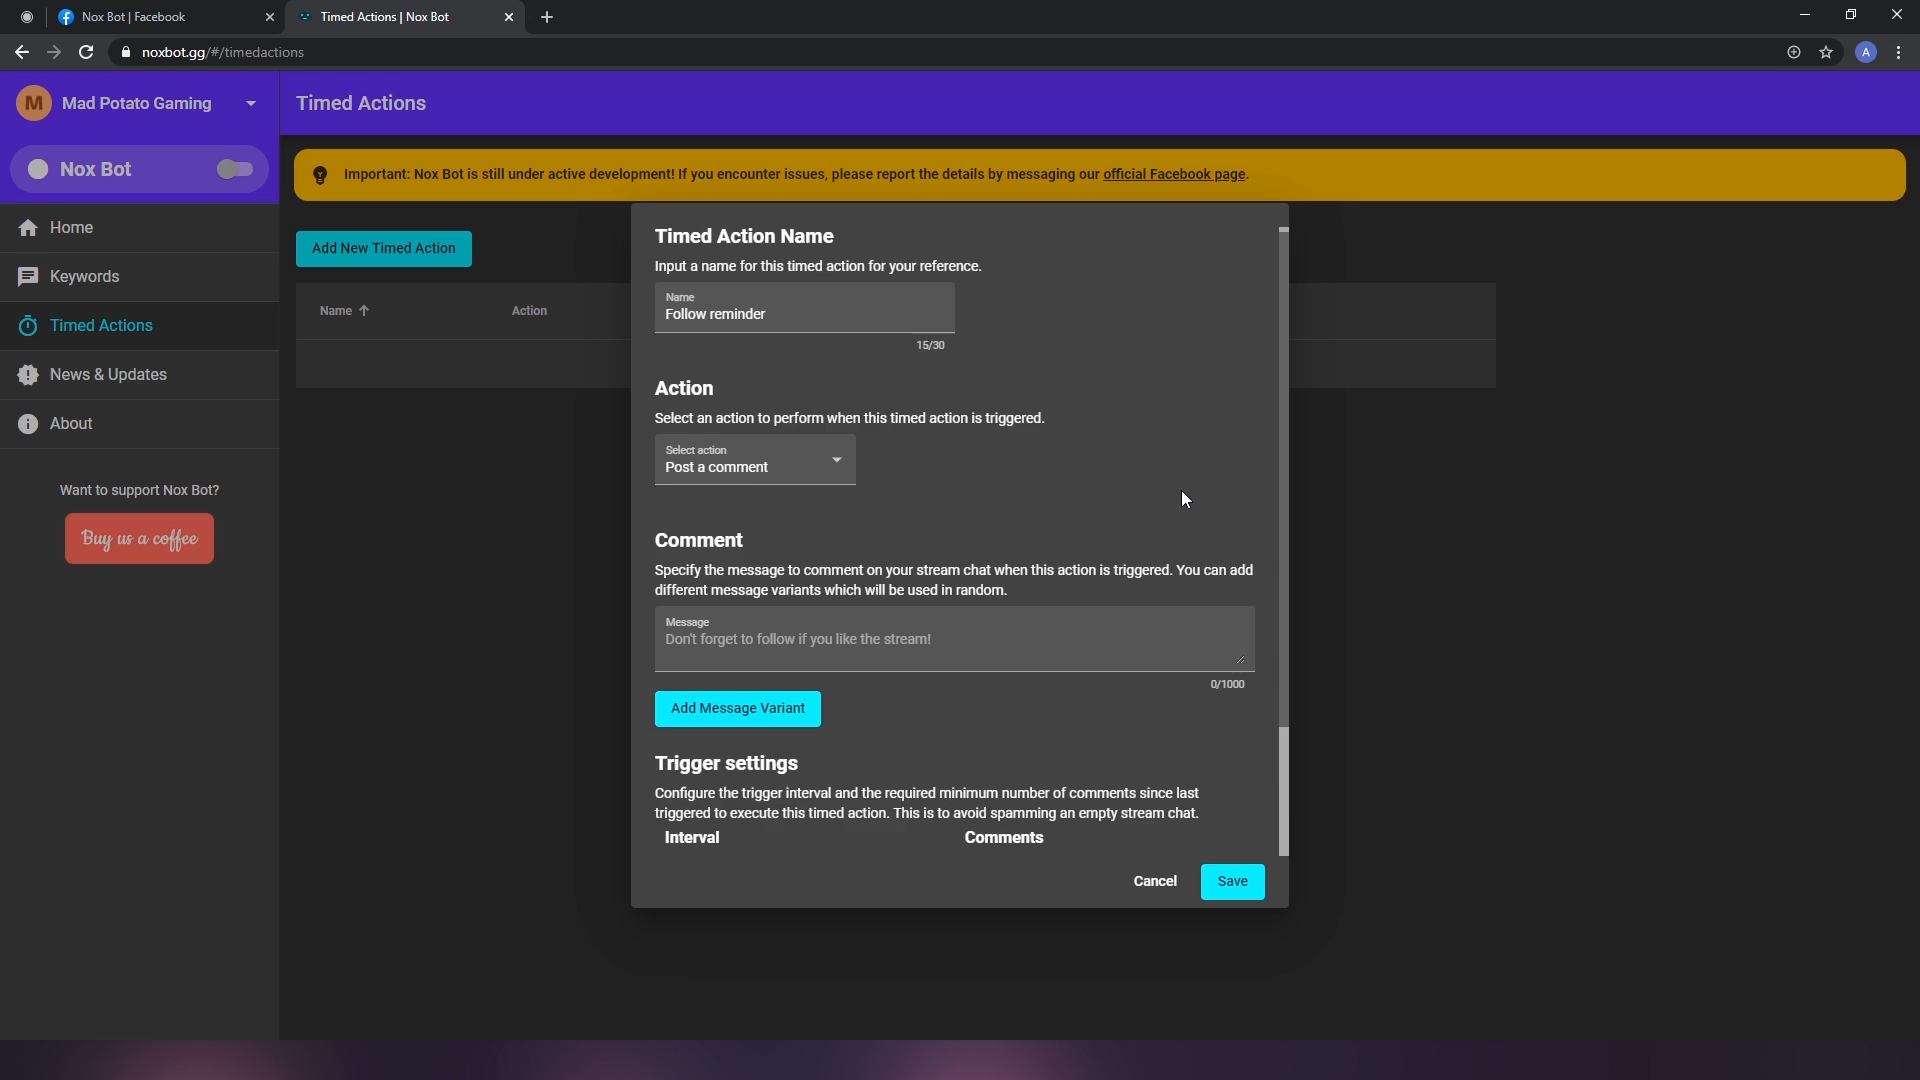 Nox Bot | Facebook
Timed Actions | Nox Bot
noxbot.gg/#/timedactions
A
M
Mad Potato Gaming
Timed Actions
Nox Bot
Important: Nox Bot is still under active development! If you encounter issues, please report the details by messaging our official Facebook page.
Home
Keywords
Timed Actions
News & Updates
About
Want to support Nox Bot?
Buy us a coffee
Add New Timed Action
Name
Action
Timed Action Name
Input a name for this timed action for your reference.
Name
Follow reminder
15/30
Action
Select an action to perform when this timed action is triggered.
Select action
Post a comment
Comment
Specify the message to comment on your stream chat when this action is triggered. You can add
different message variants which will be used in random.
Message
Don't forget to follow if you like the stream!
0/1000
Add Message Variant
Trigger settings
Configure the trigger interval and the required minimum number of comments since last
triggered to execute this timed action. This is to avoid spamming an empty stream chat.
Interval
Comments
Cancel
Save